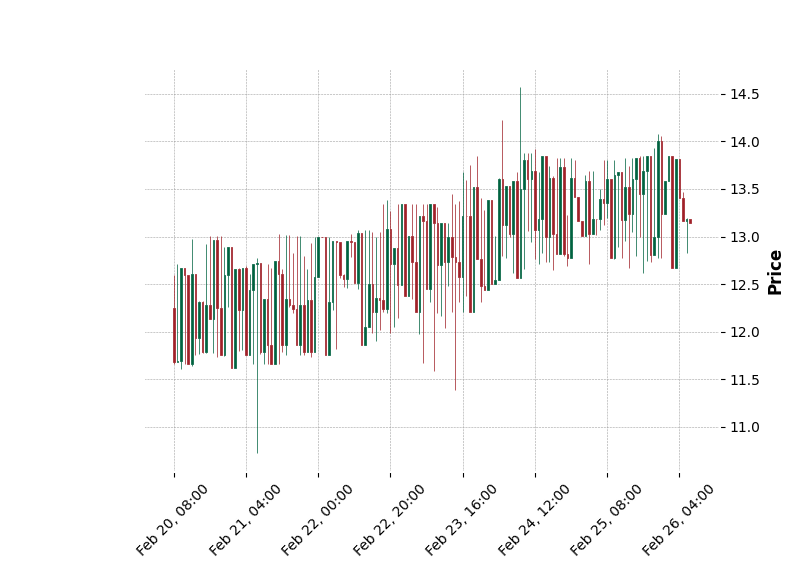 14.5
14.0
13.5
13.0
12.5
12.0
11.5
11.0
Price
Feb 20, 08:00
Feb 21, 04:00
Feb 22, 00:00
Feb 22, 20:00
Feb 23, 16:00
Feb 24, 12:00
Feb 25, 08:00
Feb 26, 04:00